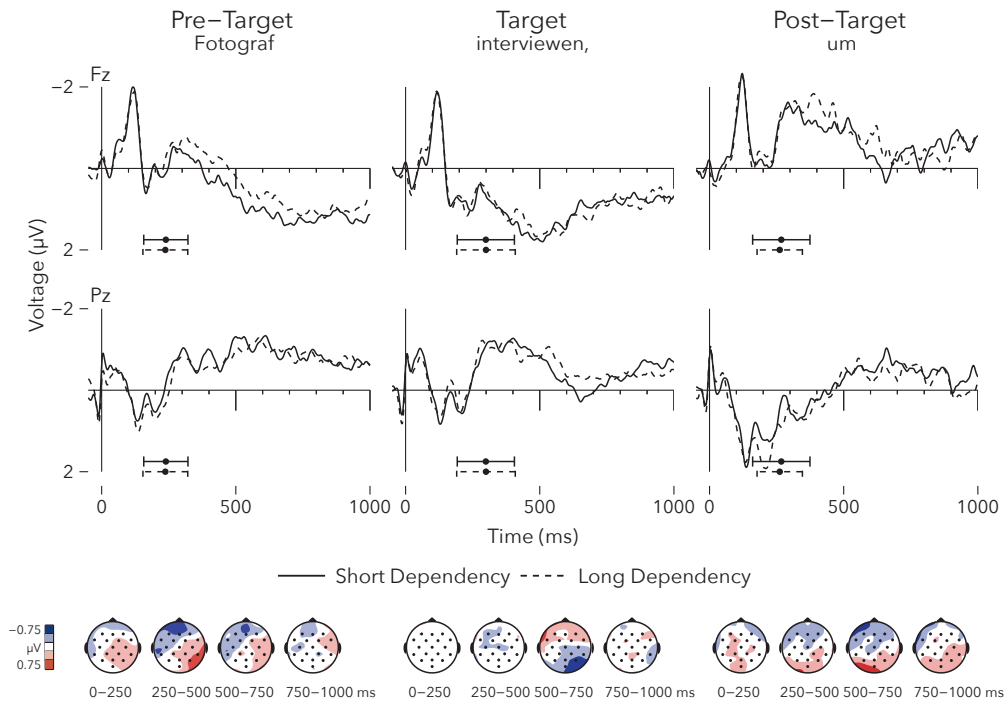 Pre–Target
Fotograf
Target
interviewen,
Post–Target
um
Fz
−2
2
Voltage (µV)
Pz
−2
2
0 500 1000 0 500 1000 0 500 1000
Time (ms)
Short Dependency Long Dependency
−0.75
µV
0.75
0–250 250–500 500–750 750–1000 ms
0–250 250–500 500–750 750–1000 ms
0–250 250–500 500–750 750–1000 ms